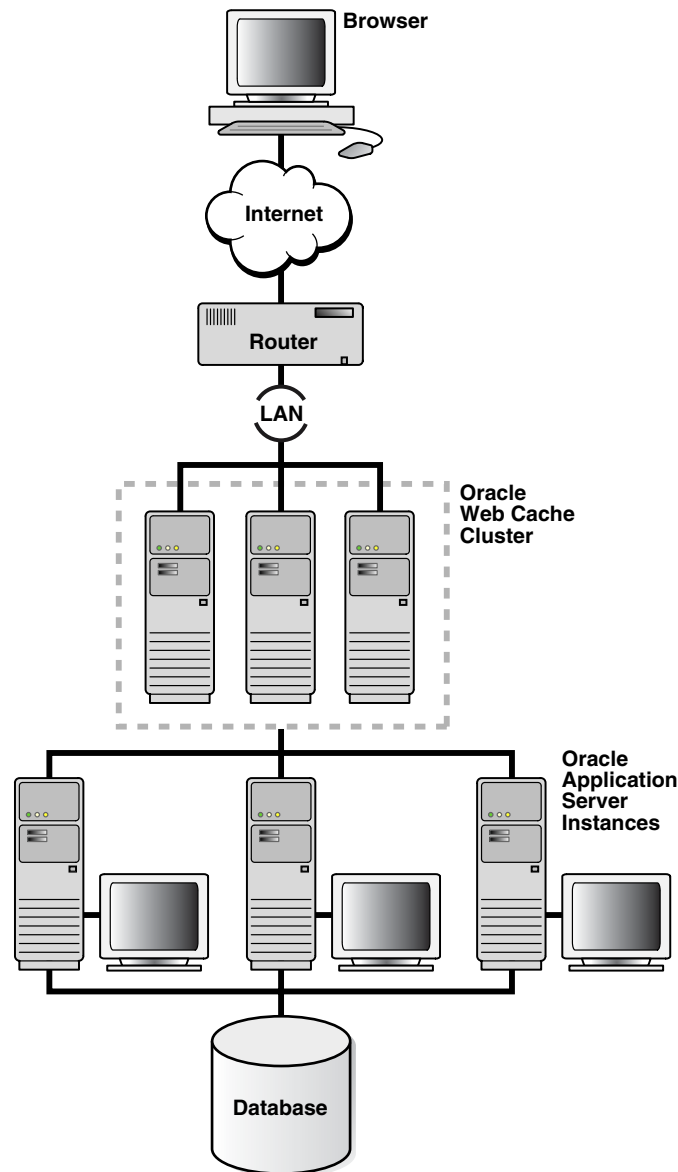 Browser
Internet
Router
LAN
Oracle
Web Cache
Cluster
Oracle
Application
Server
Instances
Database